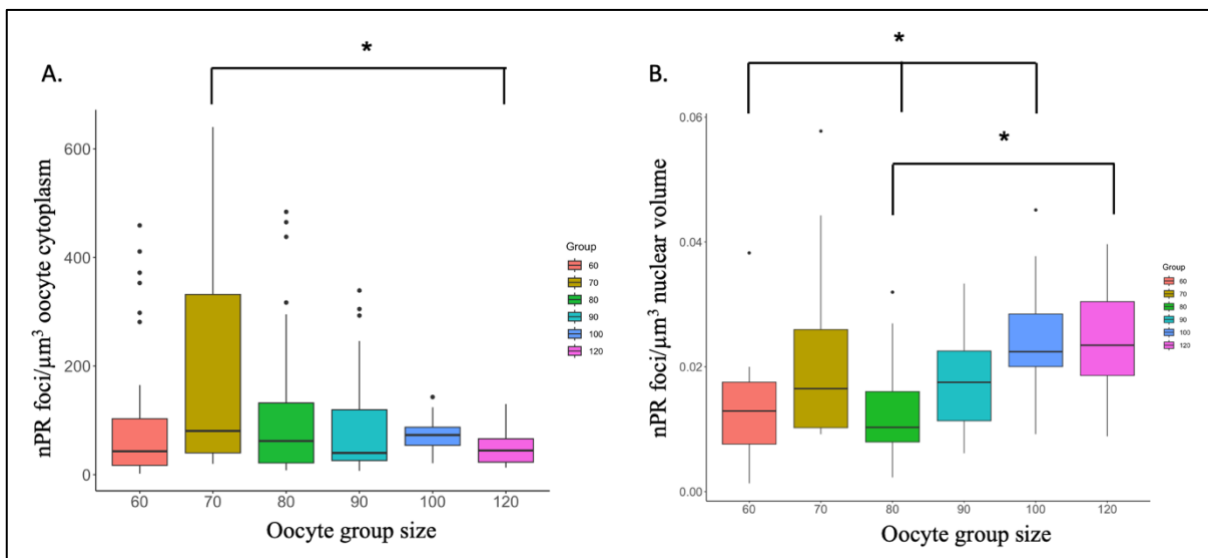 A.
*
600
400
200
0
nPR foci/μm³ oocyte cytoplasm
60 70 80 90 100 120
Oocyte group size
Group
60
70
80
90
100
120
B.
*
*
0.06
0.04
0.02
0.00
nPR foci/μm³ nuclear volume
60 70 80 90 100 120
Oocyte group size
Group
60
70
80
90
100
120